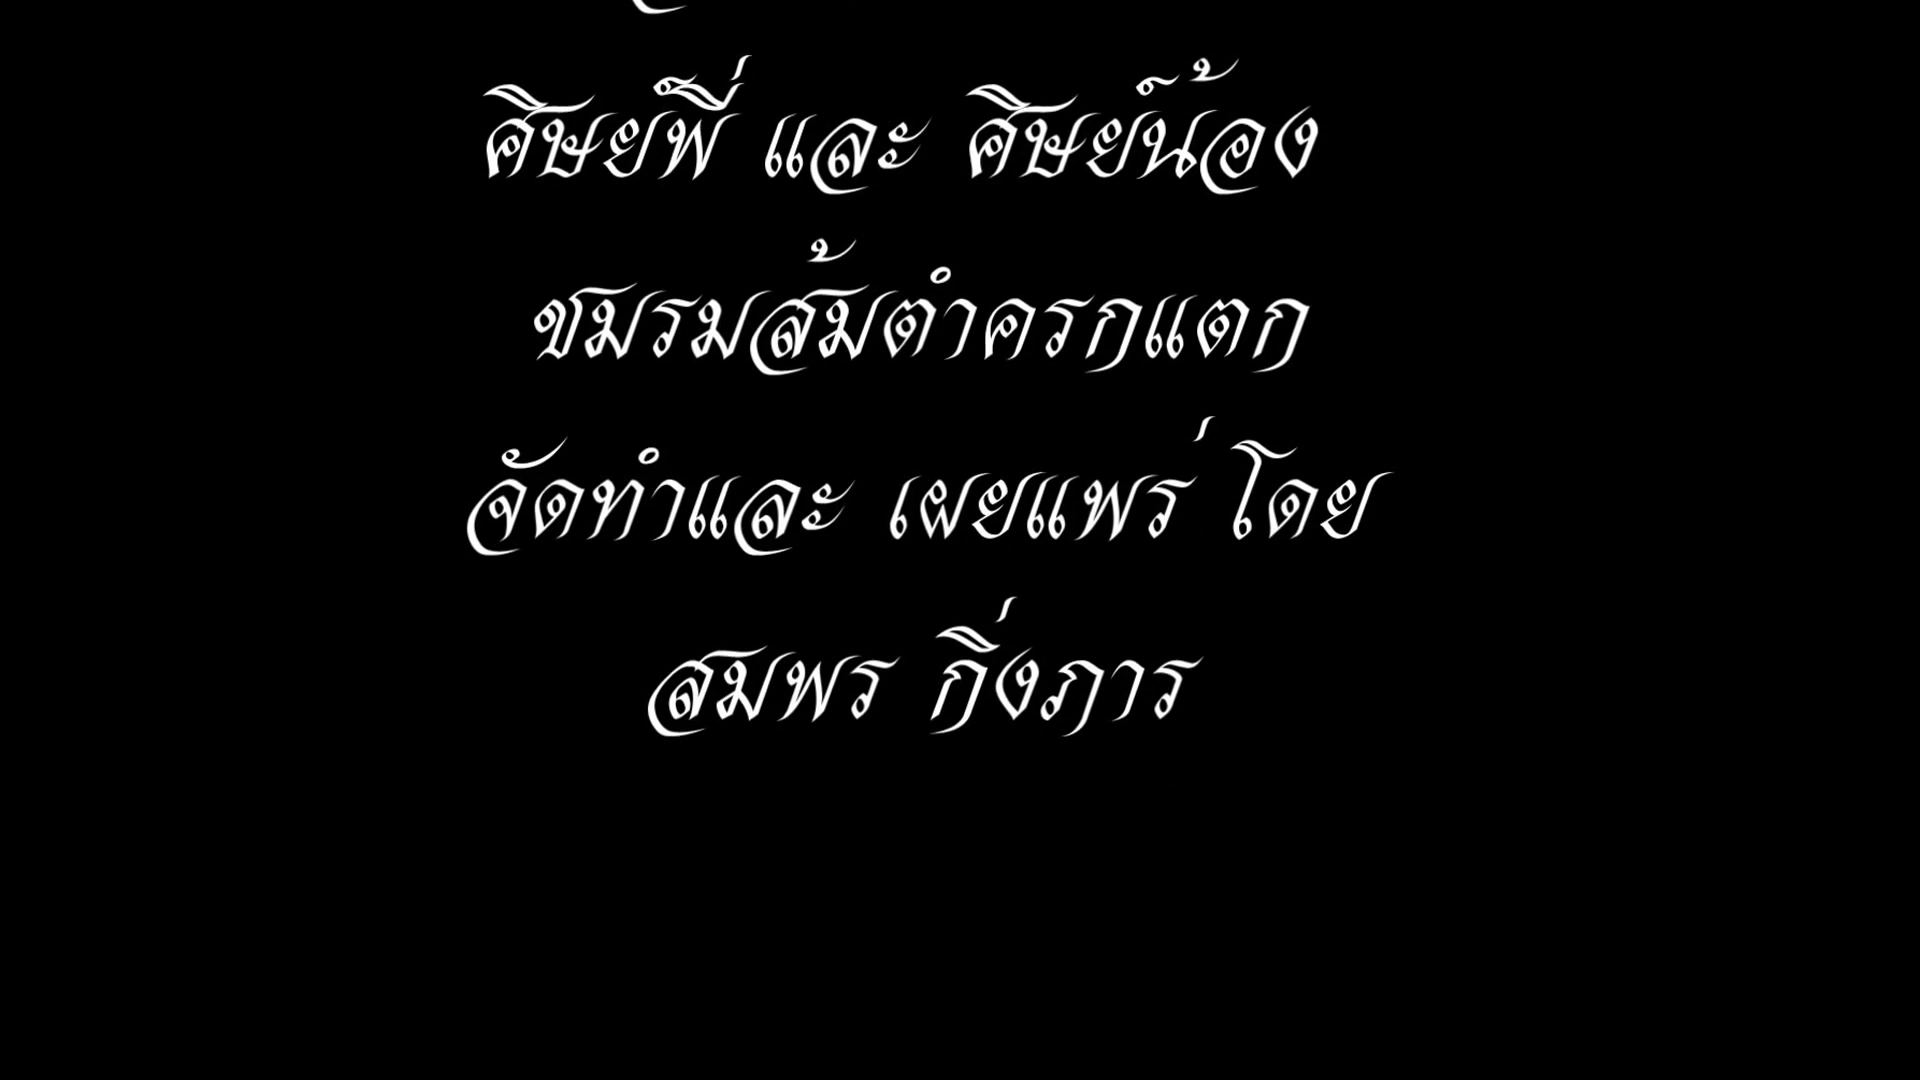 ศิษย์พี่ และ ศิษย์น้อง
ชมรมส้มตำครกแตก
จัดทำและ เผยแพร่ โดย
สมพร กิ่งภาร